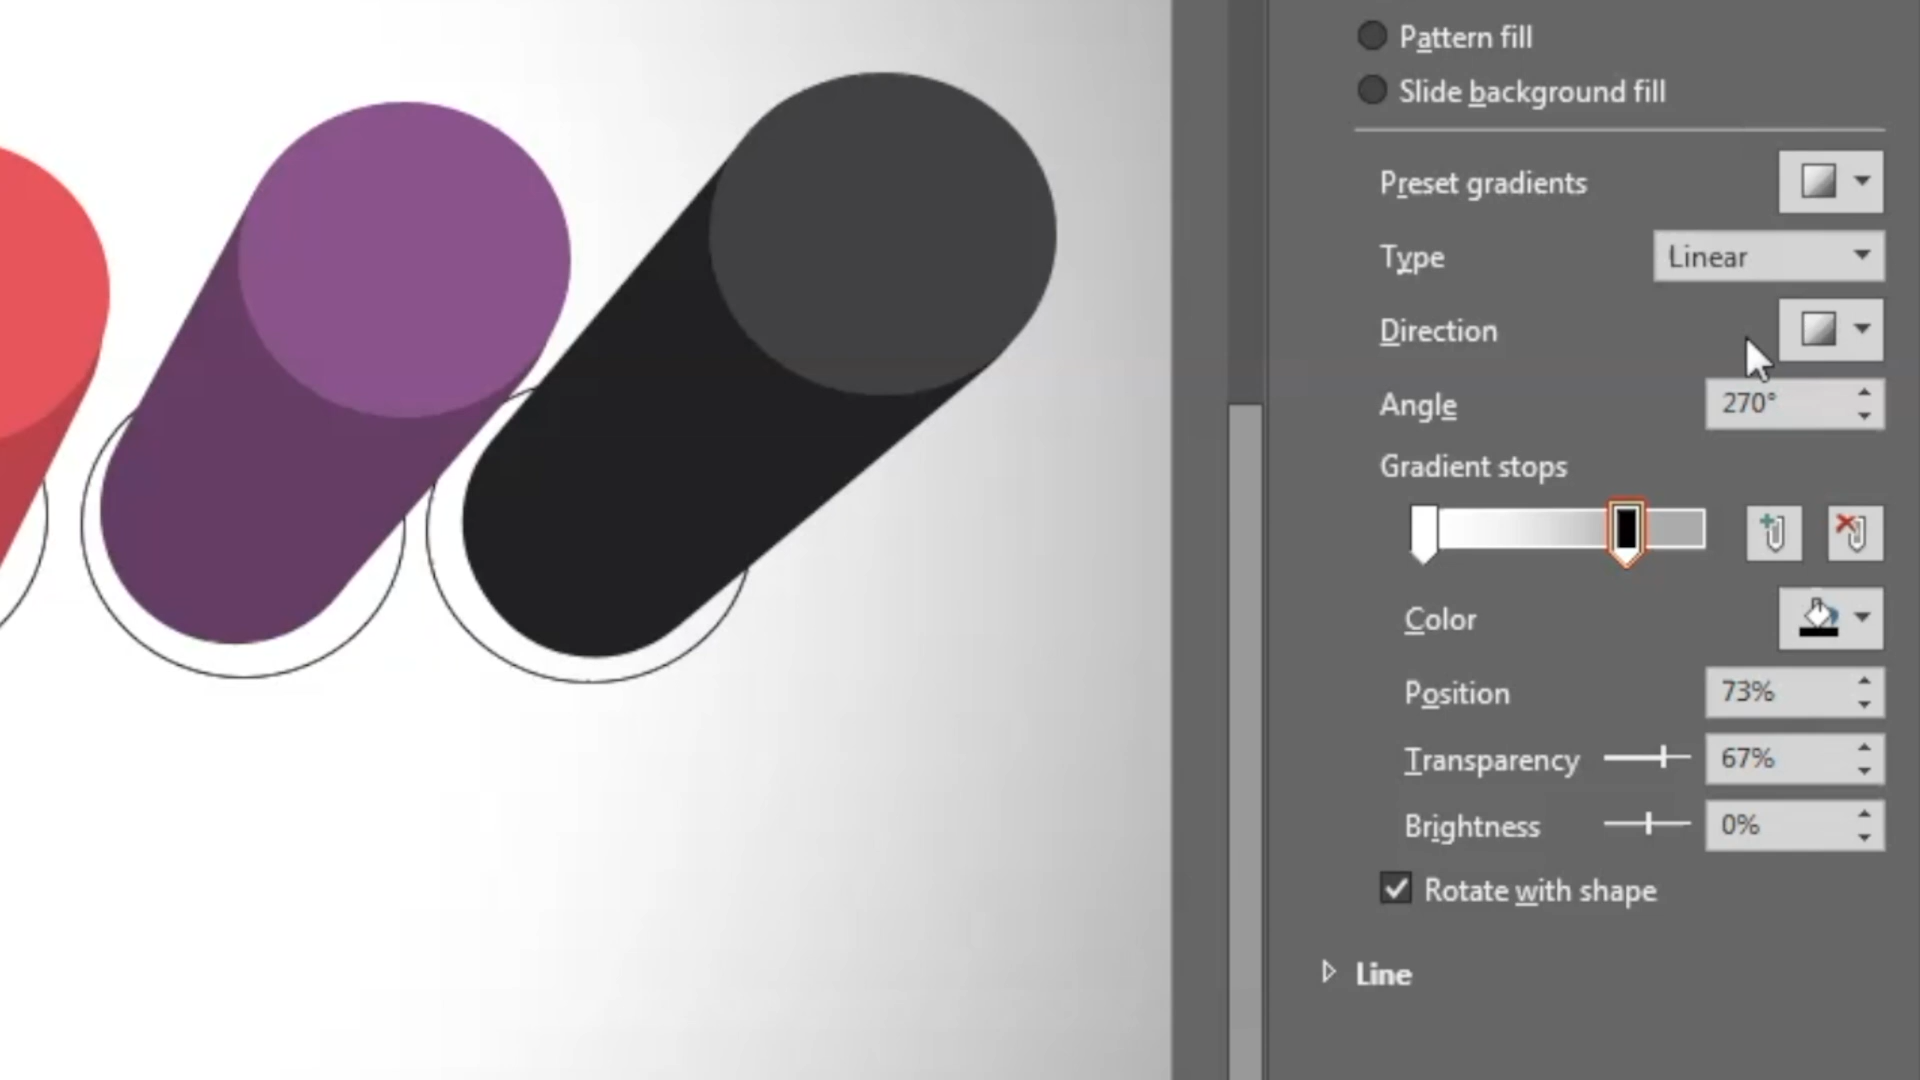 Pattern fill
Slide background fill
Preset gradients
Type
Linear
Direction
Angle
270°
Gradient stops
Color
Position
73%
Transparency
67%
Brightness
0%
Rotate with shape
Line